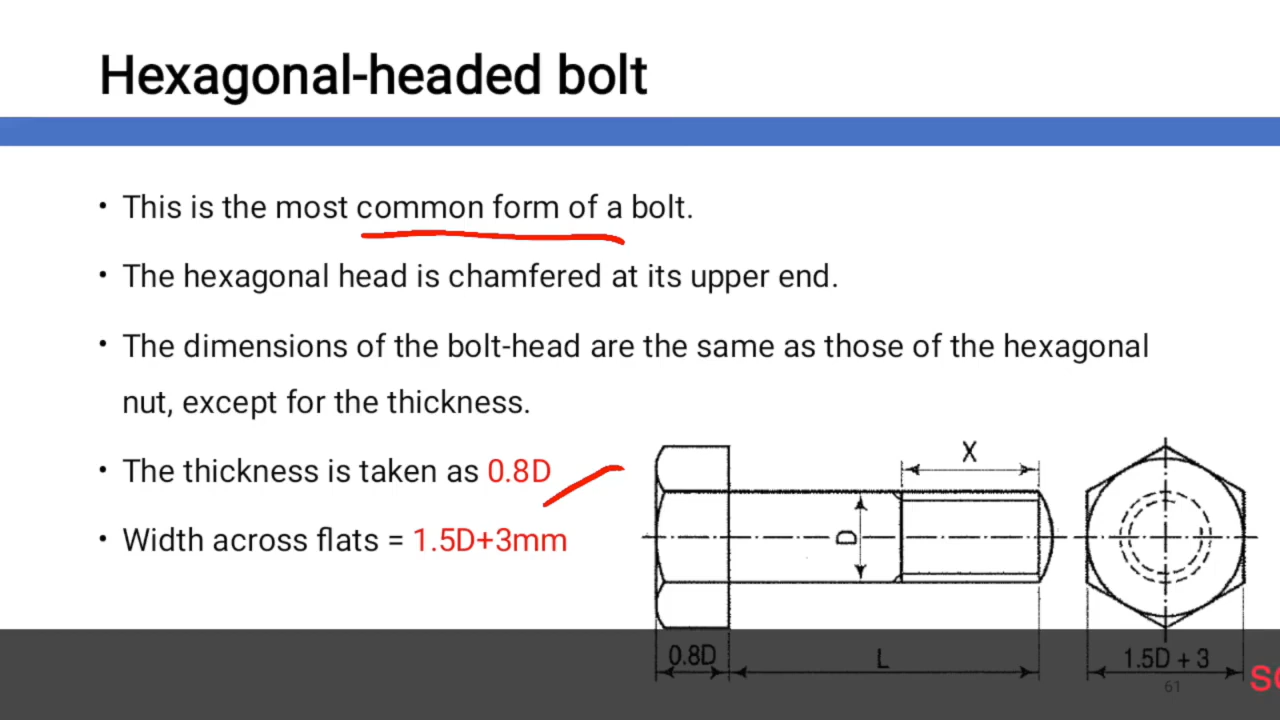 Hexagonal-headed bolt
• This is the most common form of a bolt.
• The hexagonal head is chamfered at its upper end.
• The dimensions of the bolt-head are the same as those of the hexagonal
nut, except for the thickness.
• The thickness is taken as 0.8D
• Width across flats = 1.5D+3mm
X
D
0.8D
L
1.5D + 3
61